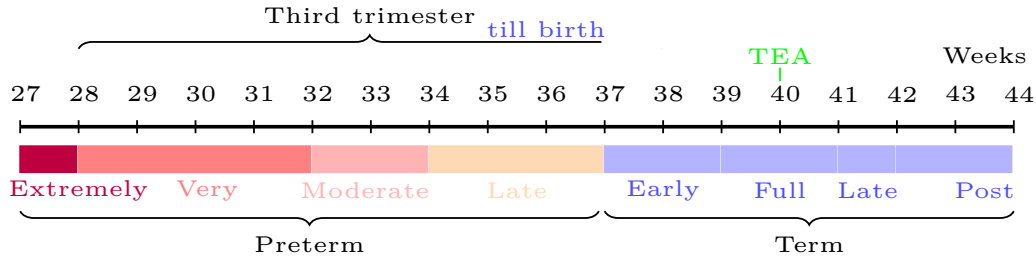 Third trimester
till birth
TEA
Weeks
27 28 29 30 31 32 33 34 35 36 37 38 39 40 41 42 43 44
Extremely Very Moderate Late Early Full Late Post
Preterm Term